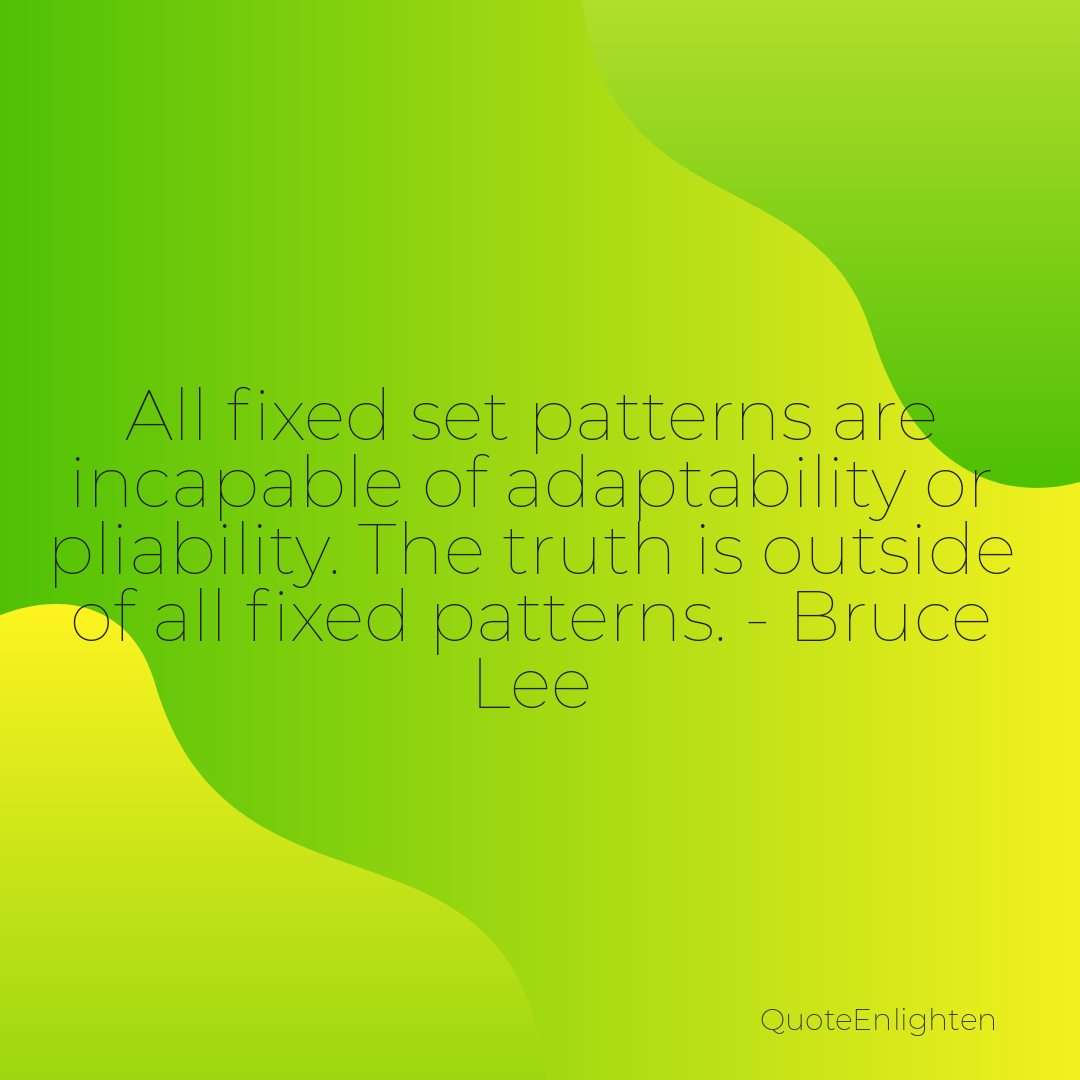 All fixed set patterns are
incapable of adaptability or
pliability. The truth is outside
of all fixed patterns. - Bruce
Lee
QuoteEnlighten